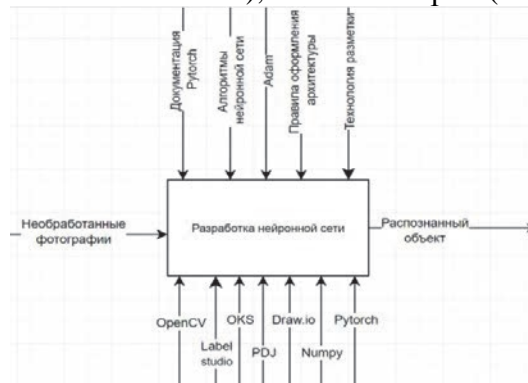 Документация
Pytorch
Алгоритмы
нейронной сети
Adam
Правила оформления
архитектуры
Технология разметки
Необработанные
фотографии
Разработка нейронной сети
Распознанный
объект
OpenCV
Label
studio
OKS
PDJ
Draw.io
Numpy
Pytorch